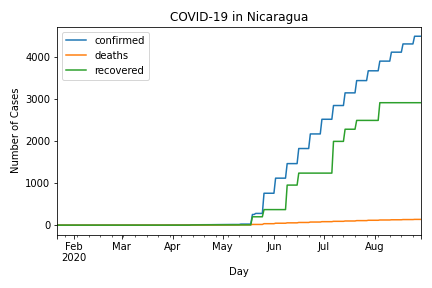 COVID-19 in Nicaragua
confirmed
deaths
recovered
Number of Cases
4000
3000
2000
1000
0
Feb
2020
Mar
Apr
May
Jun
Jul
Aug
Day